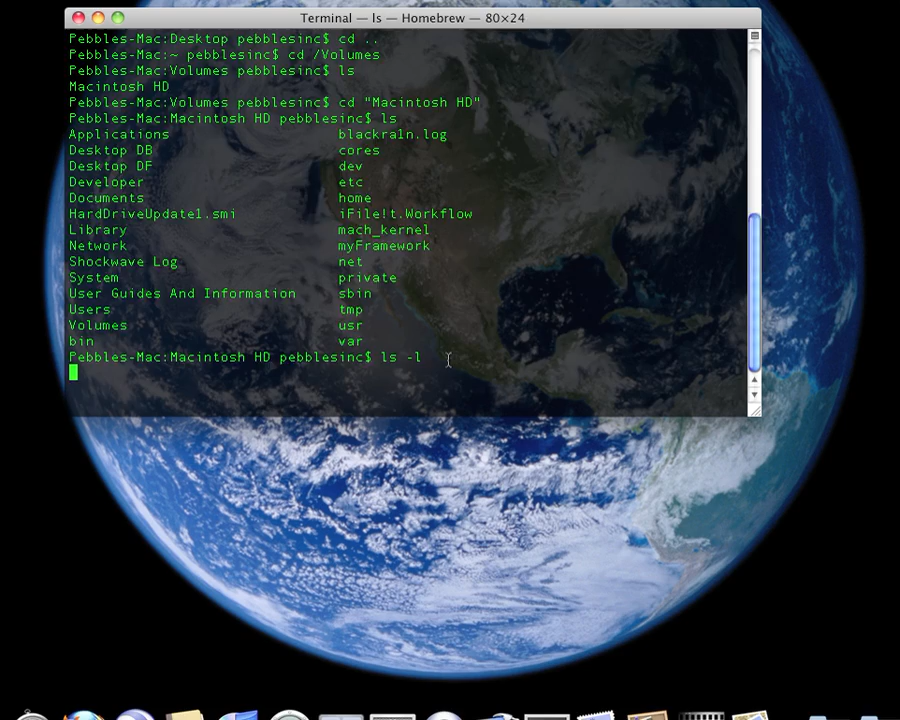 Terminal — ls — Homebrew — 80×24
Pebbles-Mac:Desktop pebblesinc$ cd ..
Pebbles-Mac:~ pebblesinc$ cd /Volumes
Pebbles-Mac:Volumes pebblesinc$ ls
Macintosh HD
Pebbles-Mac:Volumes pebblesinc$ cd "Macintosh HD"
Pebbles-Mac:Macintosh HD pebblesinc$ ls
Applications blackra1n.log
Desktop DB cores
Desktop DF dev
Developer etc
Documents home
HardDriveUpdate1.smi iFile!t.Workflow
Library mach_kernel
Network myFramework
Shockwave Log net
System private
User Guides And Information sbin
Users tmp
Volumes usr
bin var
Pebbles-Mac:Macintosh HD pebblesinc$ ls -l